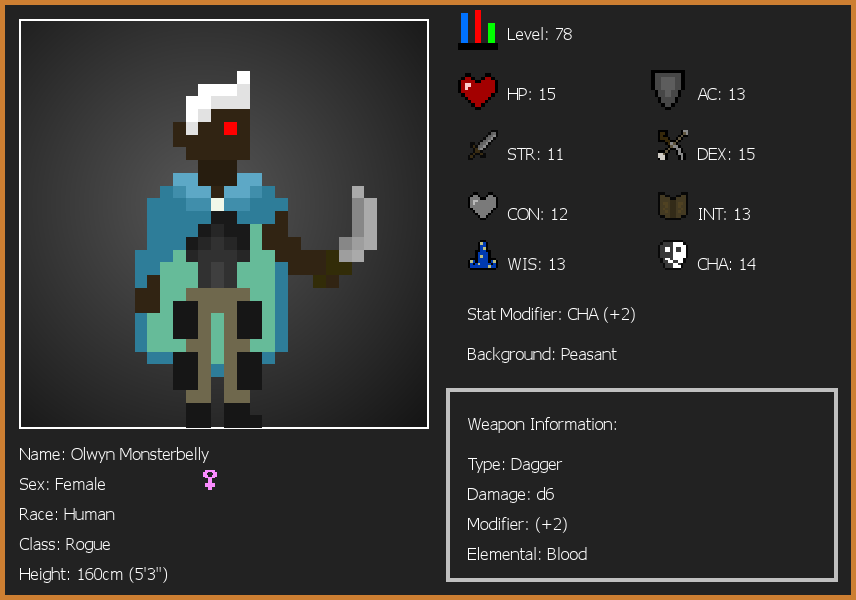 Level: 78
HP: 15
AC: 13
STR: 11
DEX: 15
CON: 12
INT: 13
WIS: 13
CHA: 14
Stat Modifier: CHA (+2)
Background: Peasant
Weapon Information:
Type: Dagger
Damage: d6
Modifier: (+2)
Elemental: Blood
Name: Olwyn Monsterbelly
Sex: Female
Race: Human
Class: Rogue
Height: 160cm (5'3")